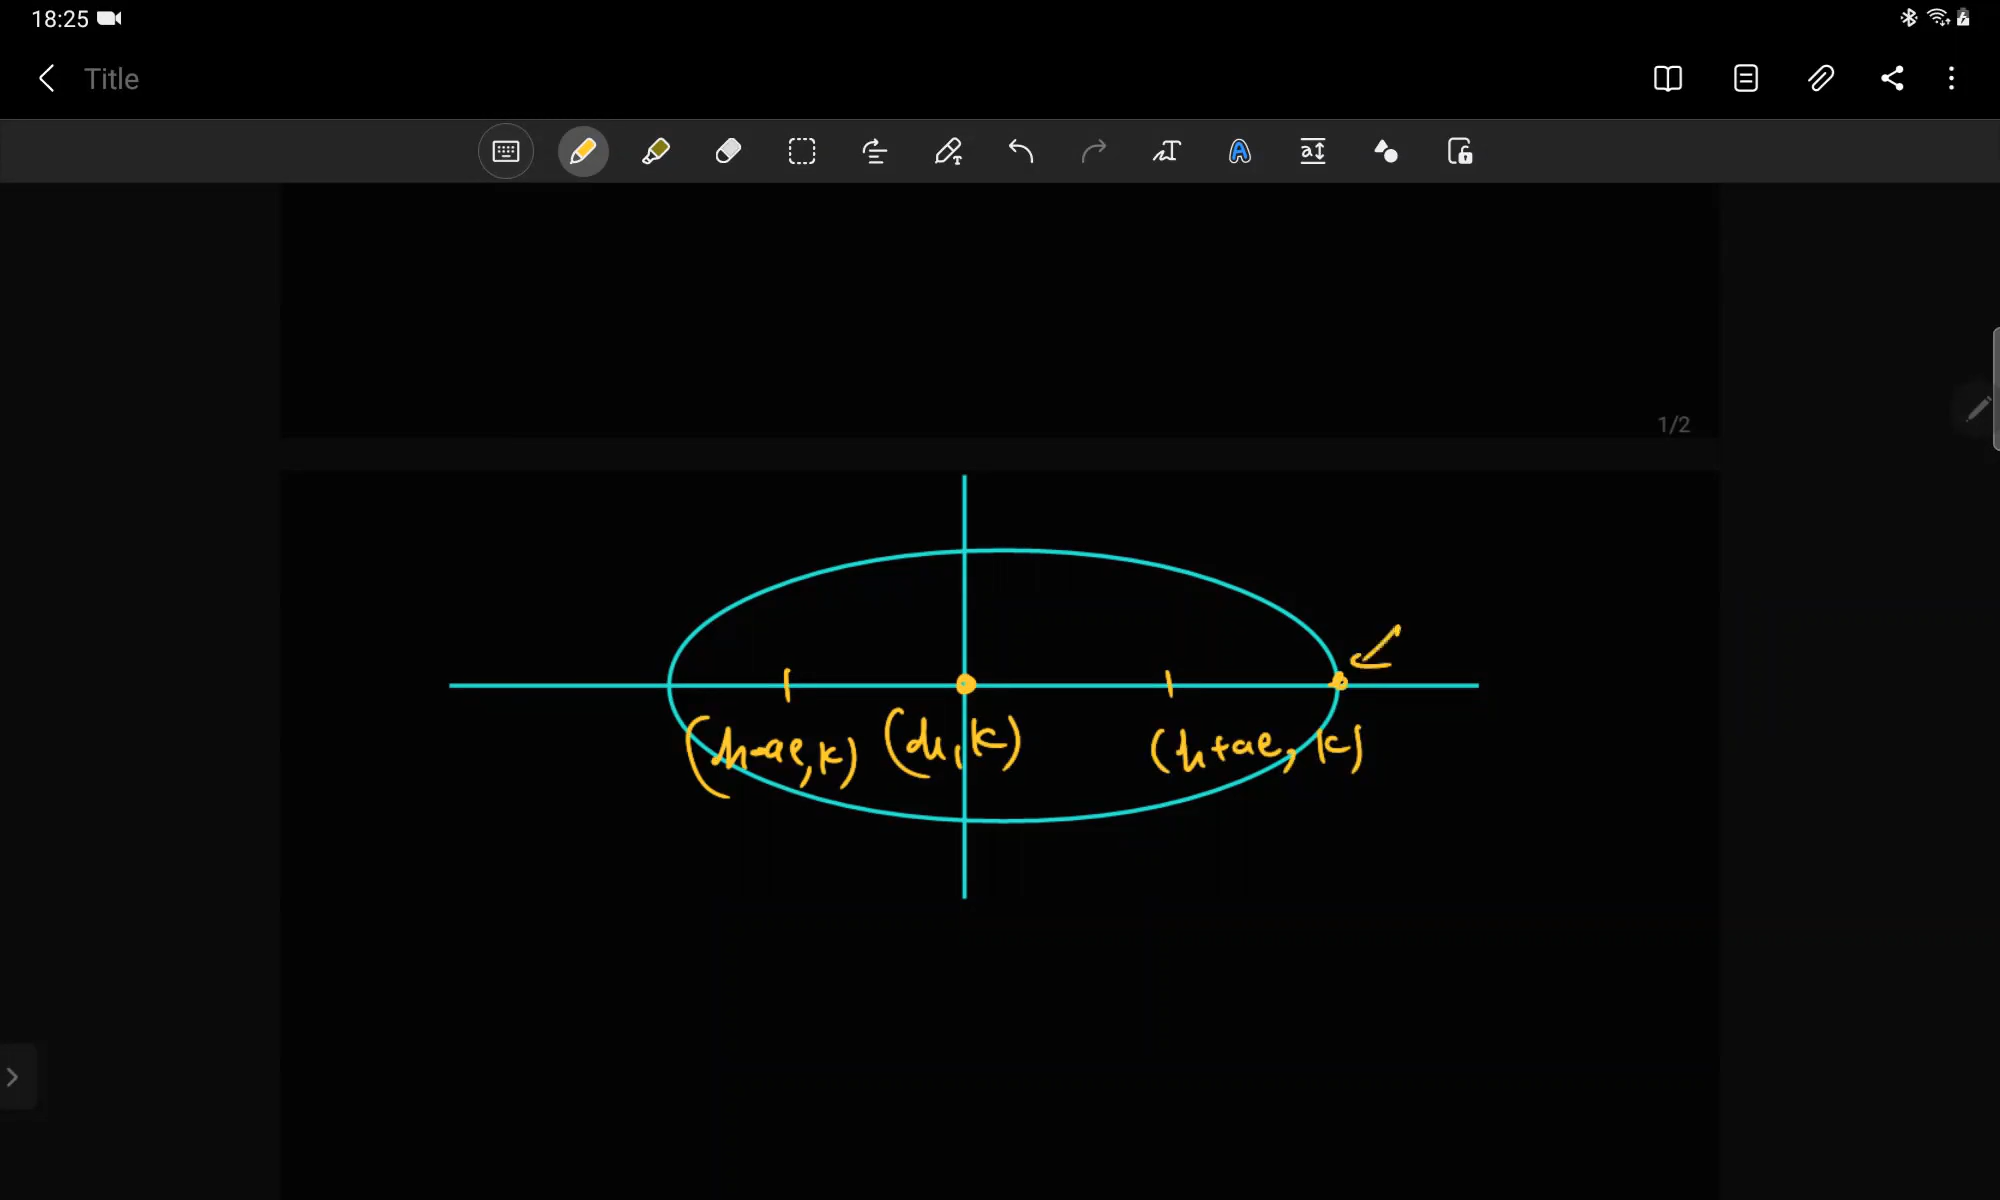 18:25
Title
1/2
(h-ae, k) (h, k) (h+ae, k)